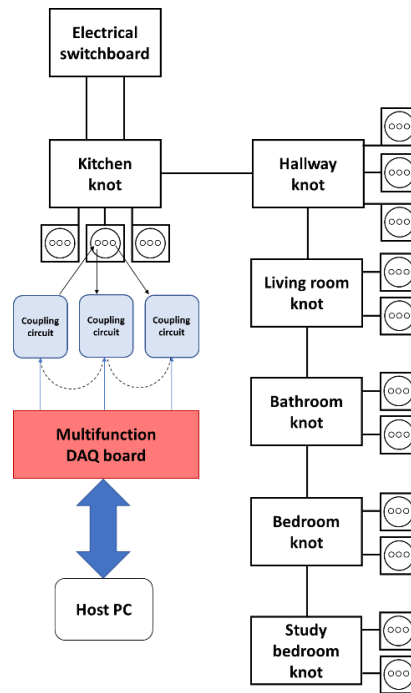 Electrical
switchboard
Kitchen
knot
Hallway
knot
Living room
knot
Coupling
circuit
Coupling
circuit
Coupling
circuit
Bathroom
knot
Multifunction
DAQ board
Bedroom
knot
Host PC
Study
bedroom
knot